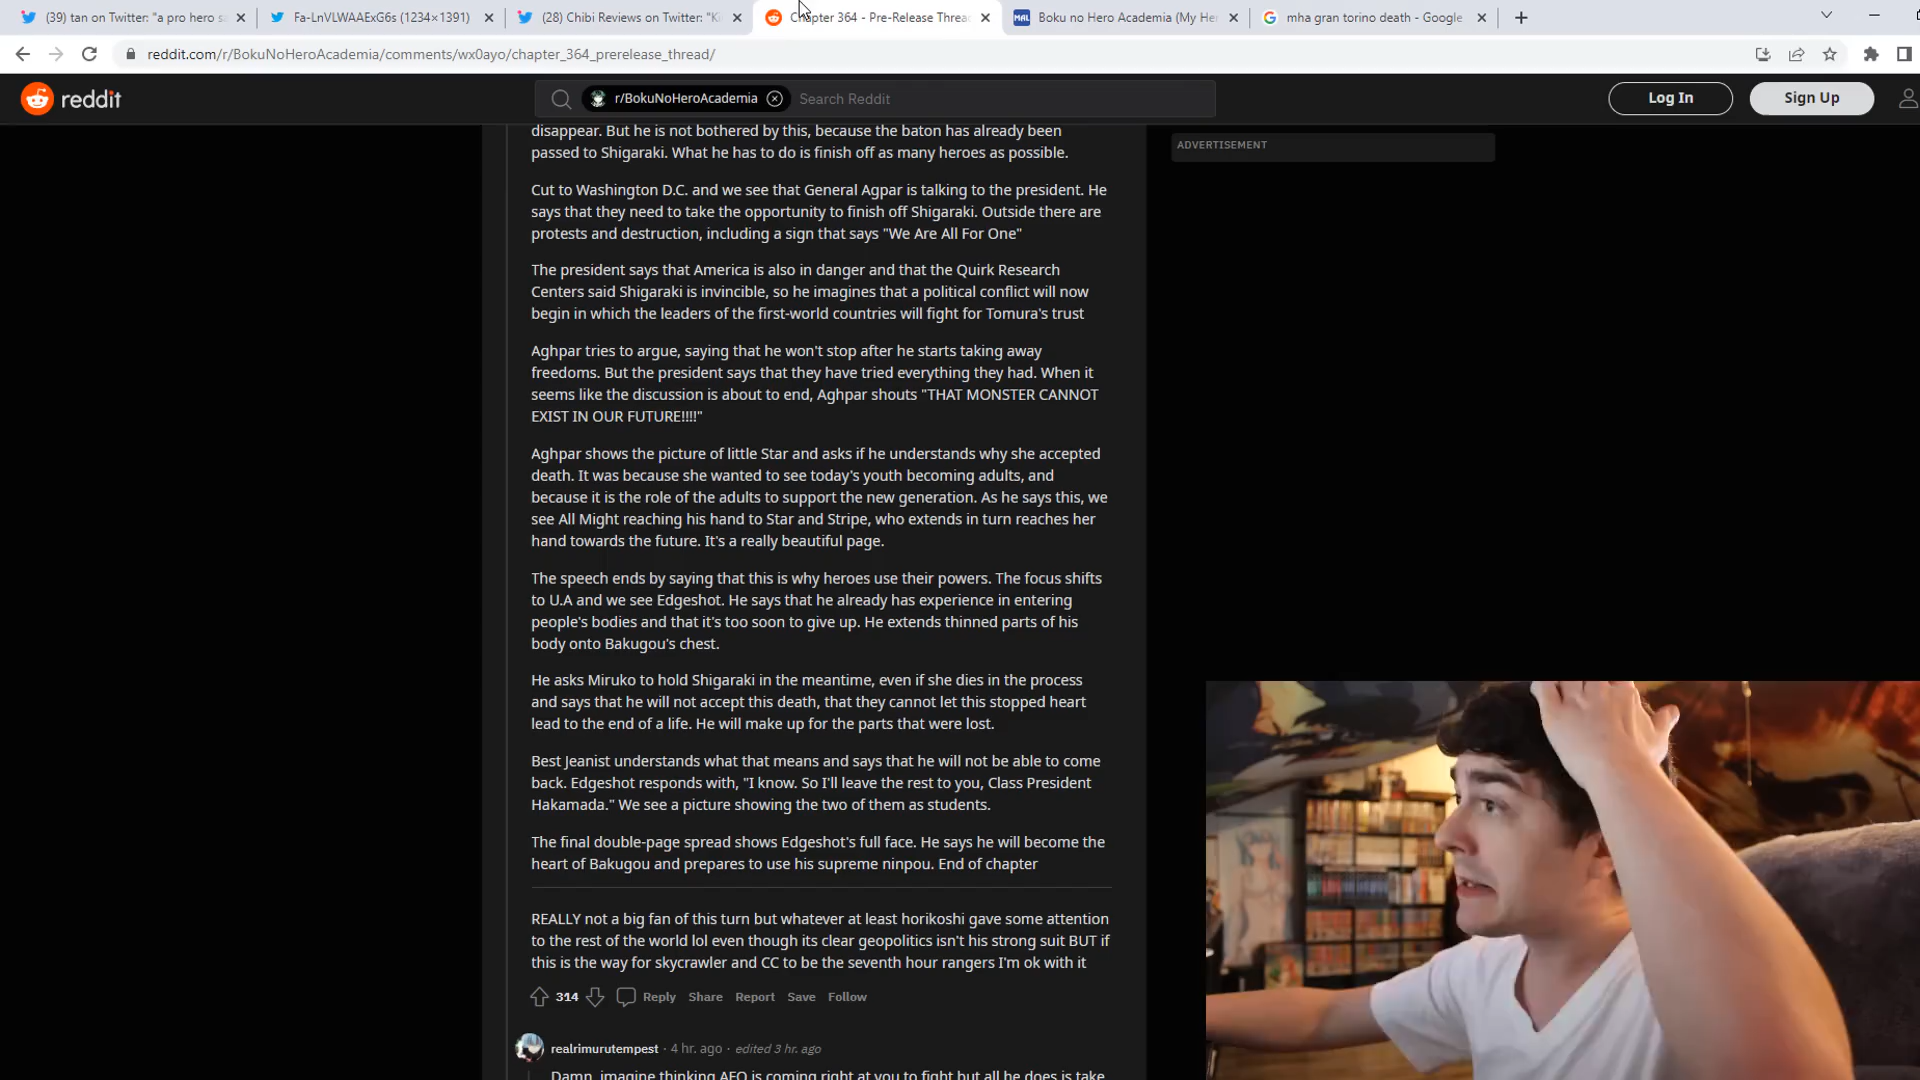 (39) tan on Twitter: "a pro hero s
Fa-LnVLWAAExG6s (1234×1391)
(28) Chibi Reviews on Twitter: "K
Chapter 364 - Pre-Release Threa
MAL Boku no Hero Academia (My He
mha gran torino death - Google
reddit.com/r/BokuNoHeroAcademia/comments/wx0ayo/chapter_364_prerelease_thread/
reddit
r/BokuNoHeroAcademia
Search Reddit
Log In
Sign Up
ADVERTISEMENT
disappear. But he is not bothered by this, because the baton has already been
passed to Shigaraki. What he has to do is finish off as many heroes as possible.
Cut to Washington D.C. and we see that General Agpar is talking to the president. He
says that they need to take the opportunity to finish off Shigaraki. Outside there are
protests and destruction, including a sign that says "We Are All For One"
The president says that America is also in danger and that the Quirk Research
Centers said Shigaraki is invincible, so he imagines that a political conflict will now
begin in which the leaders of the first-world countries will fight for Tomura's trust
Aghpar tries to argue, saying that he won't stop after he starts taking away
freedoms. But the president says that they have tried everything they had. When it
seems like the discussion is about to end, Aghpar shouts "THAT MONSTER CANNOT
EXIST IN OUR FUTURE!!!!"
Aghpar shows the picture of little Star and asks if he understands why she accepted
death. It was because she wanted to see today's youth becoming adults, and
because it is the role of the adults to support the new generation. As he says this, we
see All Might reaching his hand to Star and Stripe, who extends in turn reaches her
hand towards the future. It's a really beautiful page.
The speech ends by saying that this is why heroes use their powers. The focus shifts
to U.A and we see Edgeshot. He says that he already has experience in entering
people's bodies and that it's too soon to give up. He extends thinned parts of his
body onto Bakugou's chest.
He asks Miruko to hold Shigaraki in the meantime, even if she dies in the process
and says that he will not accept this death, that they cannot let this stopped heart
lead to the end of a life. He will make up for the parts that were lost.
Best Jeanist understands what that means and says that he will not be able to come
back. Edgeshot responds with, "I know. So I'll leave the rest to you, Class President
Hakamada." We see a picture showing the two of them as students.
The final double-page spread shows Edgeshot's full face. He says he will become the
heart of Bakugou and prepares to use his supreme ninpou. End of chapter
REALLY not a big fan of this turn but whatever at least horikoshi gave some attention
to the rest of the world lol even though its clear geopolitics isn't his strong suit BUT if
this is the way for skycrawler and CC to be the seventh hour rangers I'm ok with it
314 Reply Share Report Save Follow
realrimurutempest · 4 hr. ago · edited 3 hr. ago
Damn, imagine thinking AFO is coming right at you to fight but all he does is take